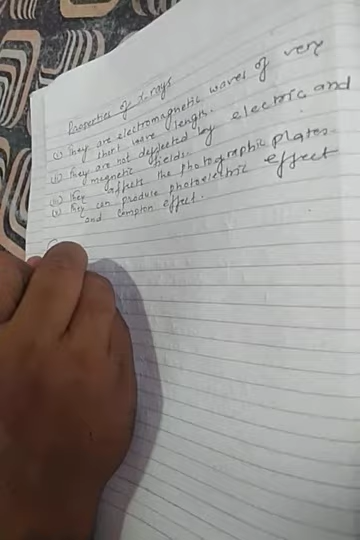 Properties of X-rays
(i) They are electromagnetic waves of very
short wave length.
(ii) They are not deflected by electric and
magnetic fields.
(iii) They affects the photographic plates.
(iv) They can produce photoelectric effect
and compton effect.